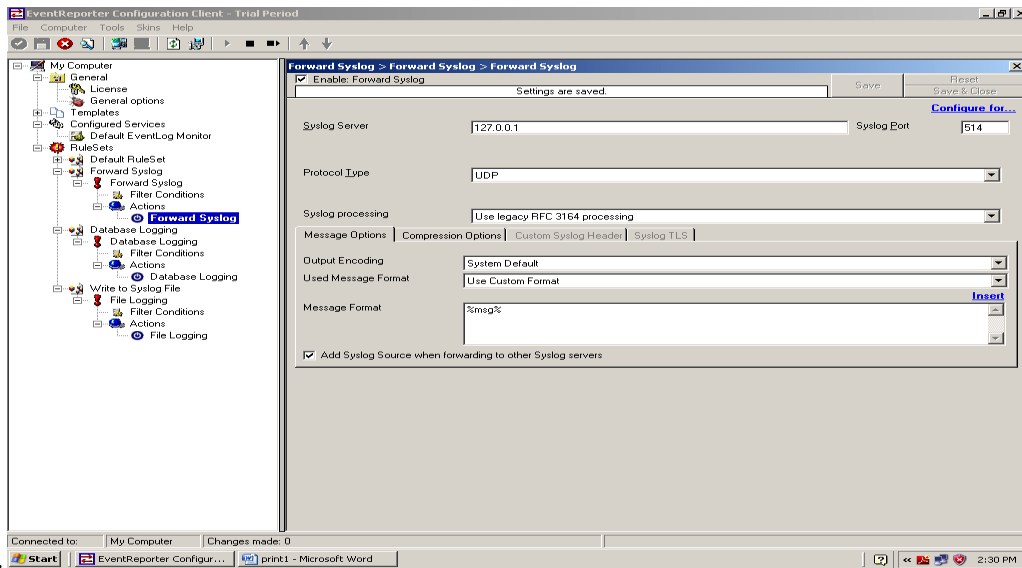 EventReporter Configuration Client - Trial Period
File Computer Tools Skins Help
My Computer
General
License
General options
Templates
Configured Services
Default EventLog Monitor
RuleSets
Default RuleSet
Forward Syslog
Forward Syslog
Filter Conditions
Actions
Forward Syslog
Database Logging
Database Logging
Filter Conditions
Actions
Database Logging
Write to Syslog File
File Logging
Filter Conditions
Actions
File Logging
Forward Syslog > Forward Syslog > Forward Syslog
Enable: Forward Syslog
Settings are saved.
Save
Reset
Save & Close
Configure for...
Syslog Server 127.0.0.1 Syslog Port 514
Protocol Type UDP
Syslog processing Use legacy RFC 3164 processing
Message Options Compression Options Custom Syslog Header Syslog TLS
Output Encoding System Default
Used Message Format Use Custom Format
Insert
Message Format %msg%
Add Syslog Source when forwarding to other Syslog servers
Connected to: My Computer Changes made: 0
Start EventReporter Configur... print1 - Microsoft Word 2:30 PM